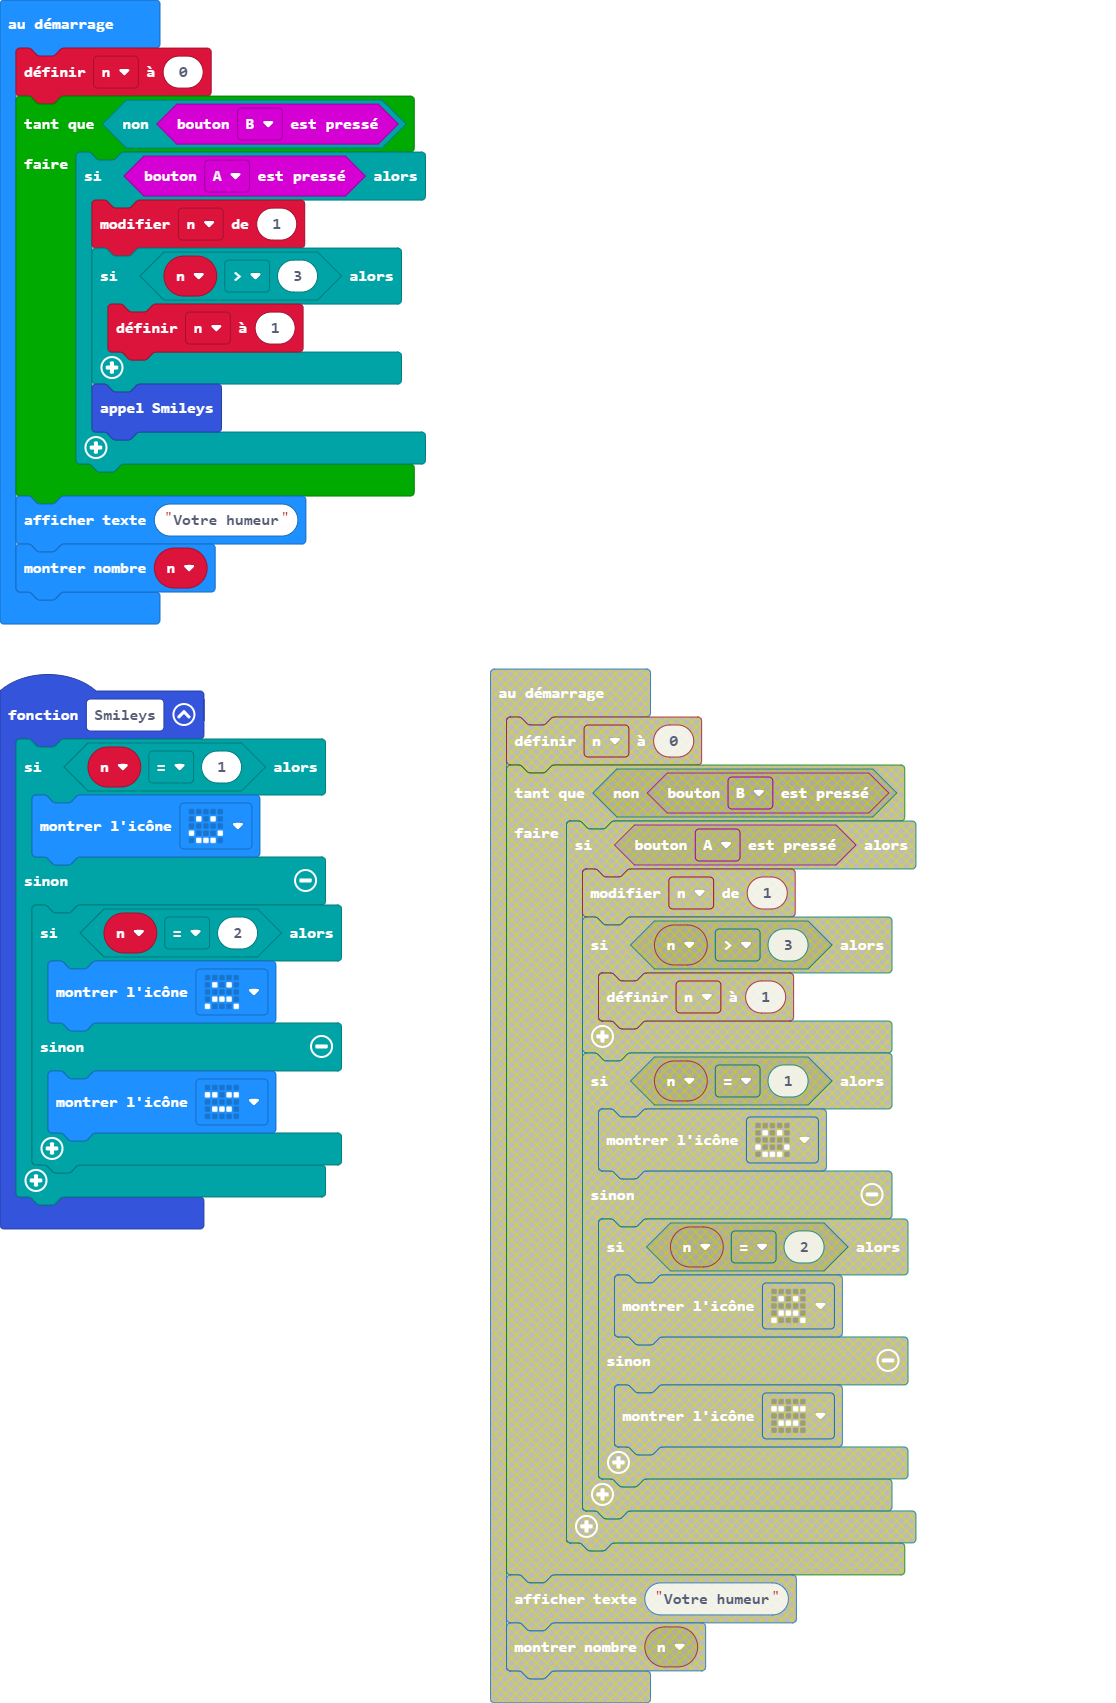 au démarrage
définir n à 0
tant que non bouton B est pressé
faire si bouton A est pressé alors
modifier n de 1
si n > 3 alors
définir n à 1
appel Smileys
afficher texte "Votre humeur"
montrer nombre n
fonction Smileys
si n = 1 alors
montrer l'icône
sinon
si n = 2 alors
montrer l'icône
sinon
montrer l'icône
au démarrage
définir n à 0
tant que non bouton B est pressé
faire si bouton A est pressé alors
modifier n de 1
si n > 3 alors
définir n à 1
si n = 1 alors
montrer l'icône
sinon
si n = 2 alors
montrer l'icône
sinon
montrer l'icône
afficher texte "Votre humeur"
montrer nombre n